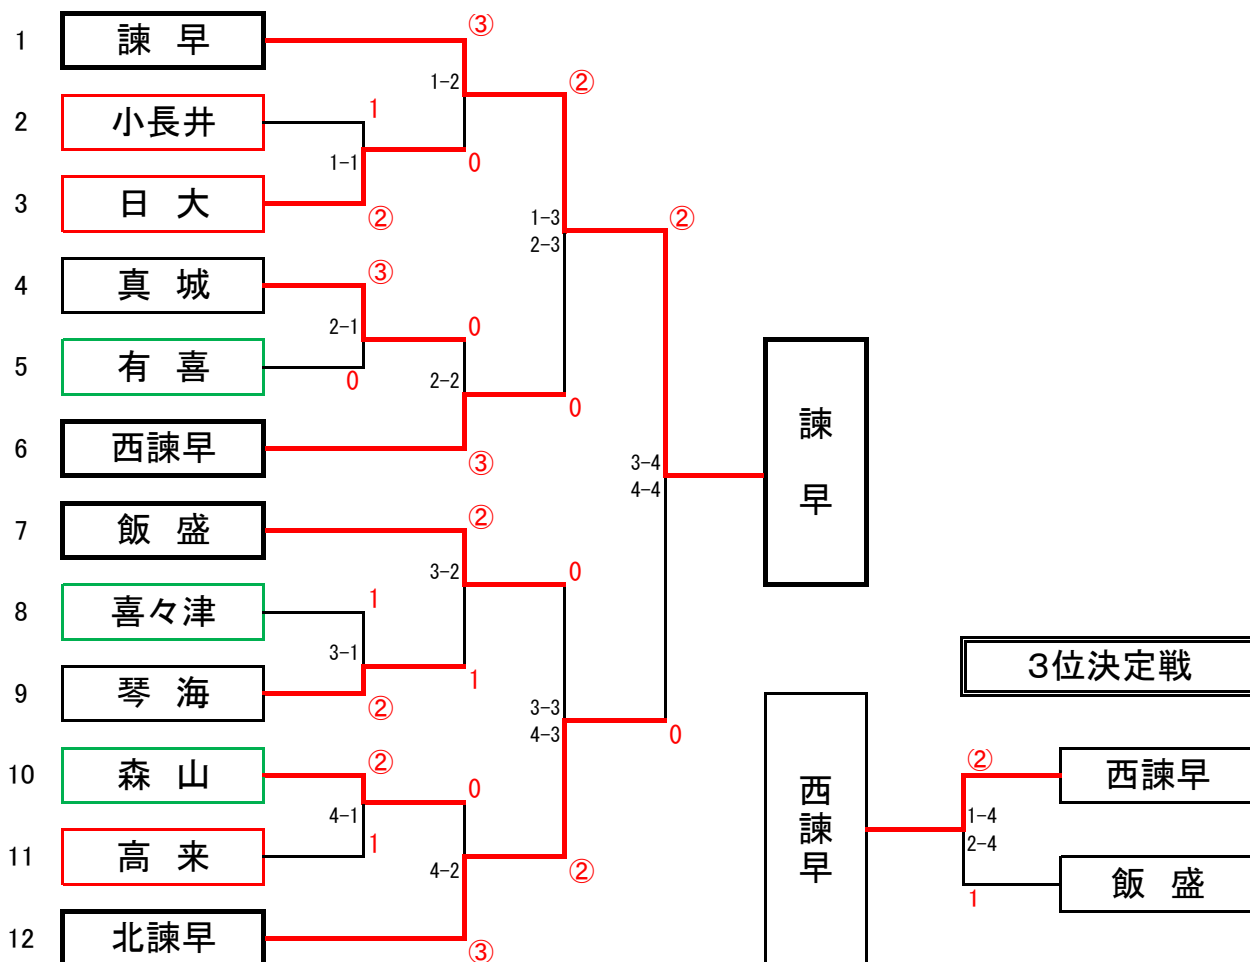 ③
1 諫 早
1-2
②
1
2 小長井
1-1
0
3 日 大
②
1-3
2-3
②
③
4 真 城
0
2-1
5 有 喜
0
2-2
0
6 西諫早
③
3-4
4-4
諫
早
②
7 飯 盛
0
3-2
1
8 喜々津
3-1
1
3位決定戦
9 琴 海
②
3-3
4-3
0
②
10 森 山
0
4-1
1
11 高 来
4-2
②
12 北諫早
③
西
諫
早
②
西諫早
1-4
2-4
1
飯 盛